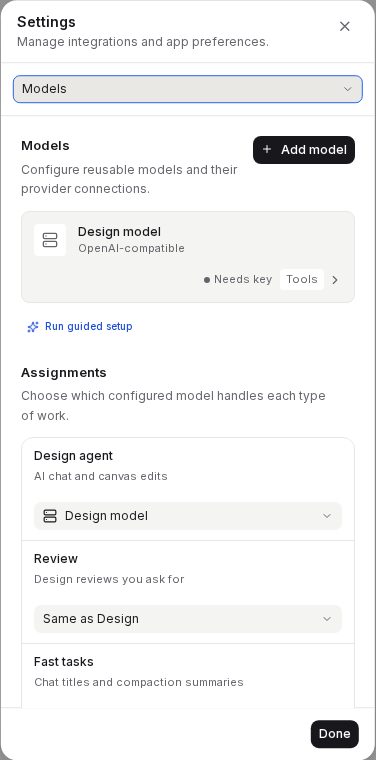 Settings
Manage integrations and app preferences.
Models
Models
Add model
Configure reusable models and their
provider connections.
Design model
OpenAI-compatible
Needs key
Tools
Run guided setup
Assignments
Choose which configured model handles each type
of work.
Design agent
AI chat and canvas edits
Design model
Review
Design reviews you ask for
Same as Design
Fast tasks
Chat titles and compaction summaries
Done